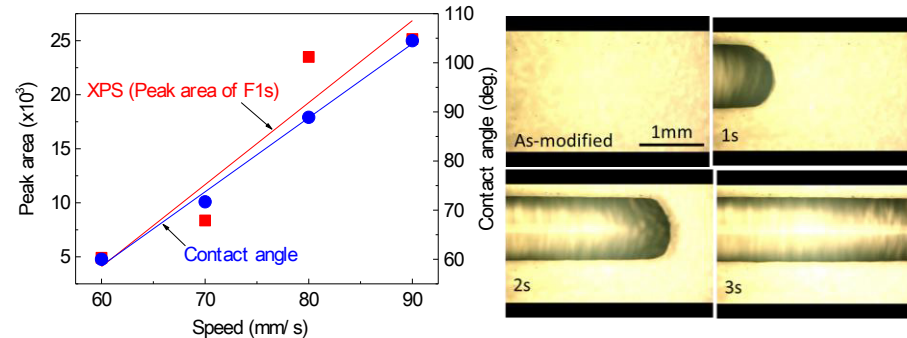 25
20
15
10
5
Peak area (x10³)
60
70
80
90
Speed (mm/ s)
110
100
90
80
70
60
Contact angle (deg.)
XPS (Peak area of F1s)
Contact angle
As-modified
1mm
1s
2s
3s